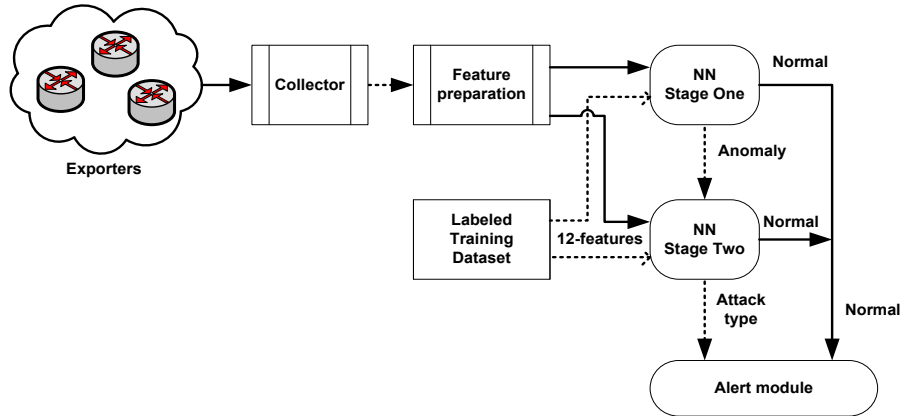 Exporters
Collector
Feature
preparation
NN
Stage One
Normal
Anomaly
Labeled
Training
Dataset
12-features
NN
Stage Two
Normal
Attack
type
Normal
Alert module